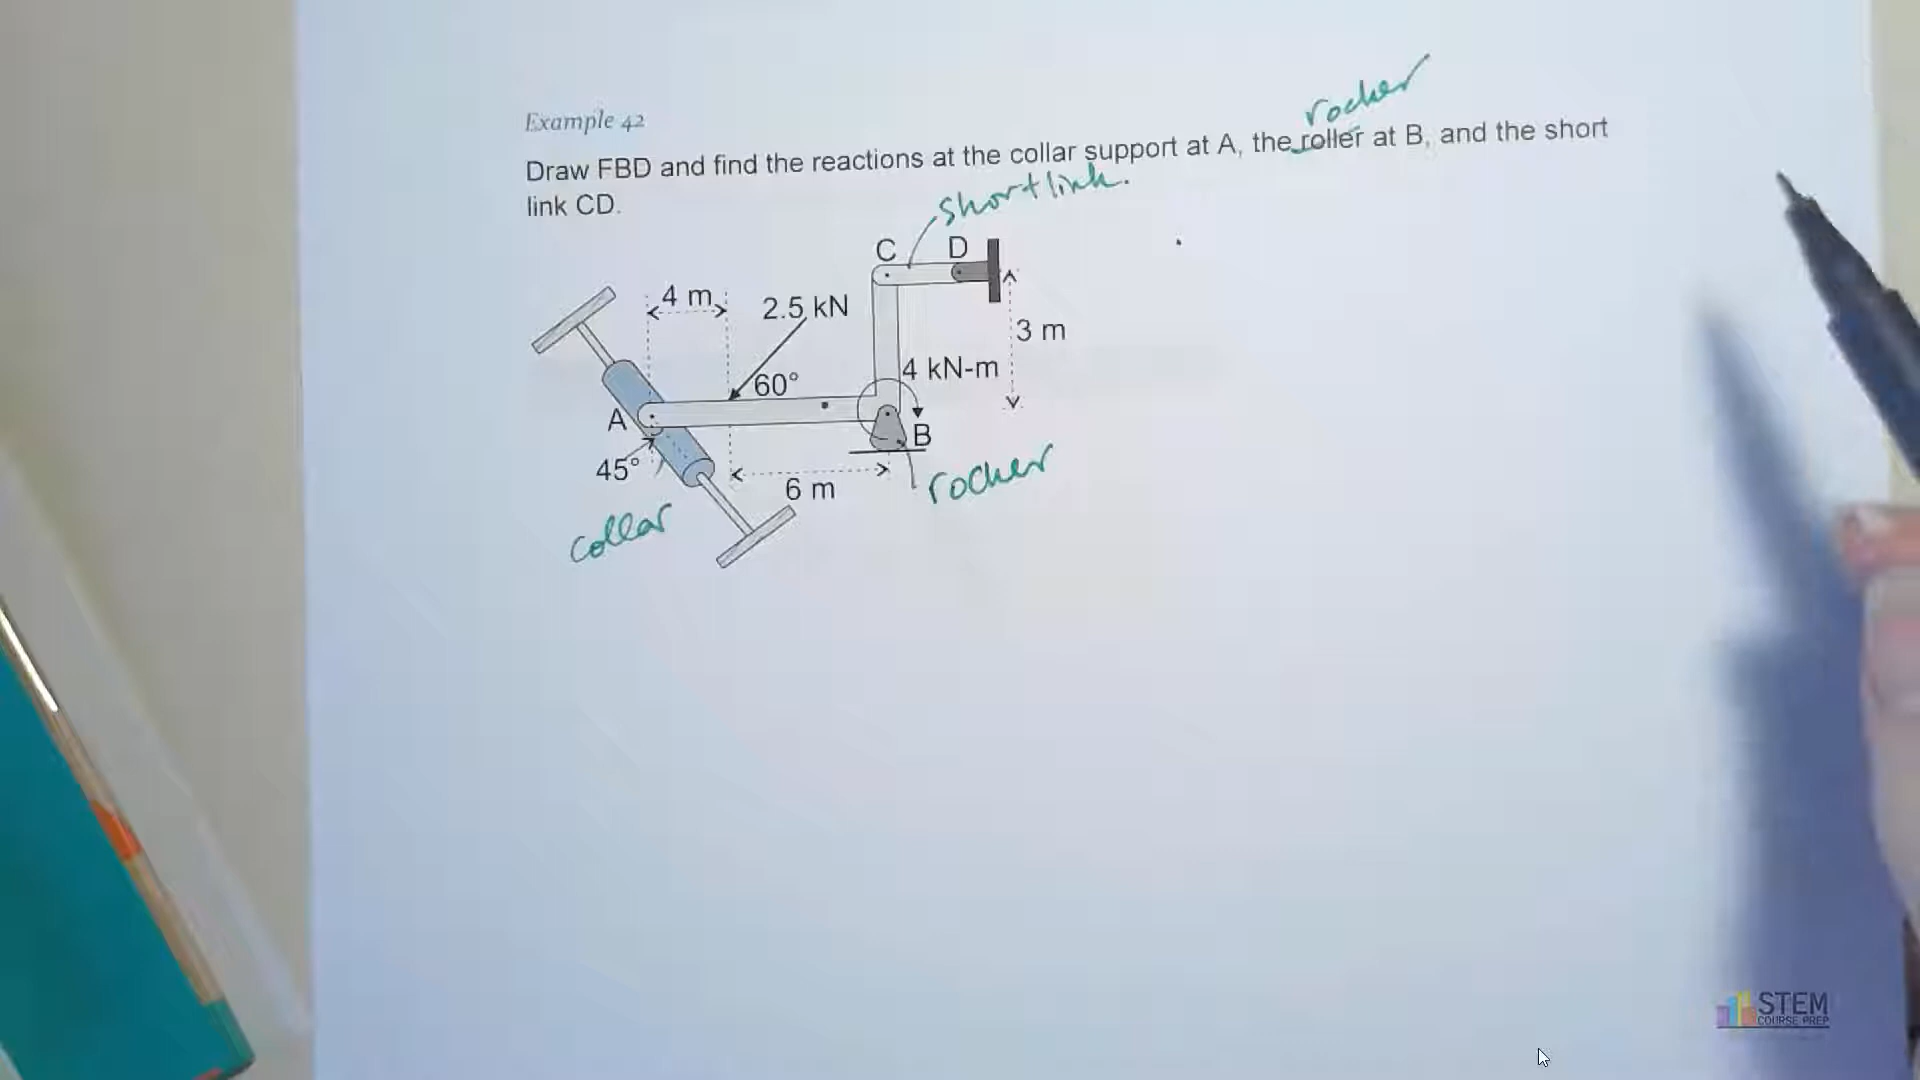 rocker
Example 42
Draw FBD and find the reactions at the collar support at A, the roller at B, and the short
link CD.
short link.
C D
4 m
2.5 kN
3 m
4 kN-m
60°
A
B
45°
6 m
rocker
collar
STEM
COURSE PREP